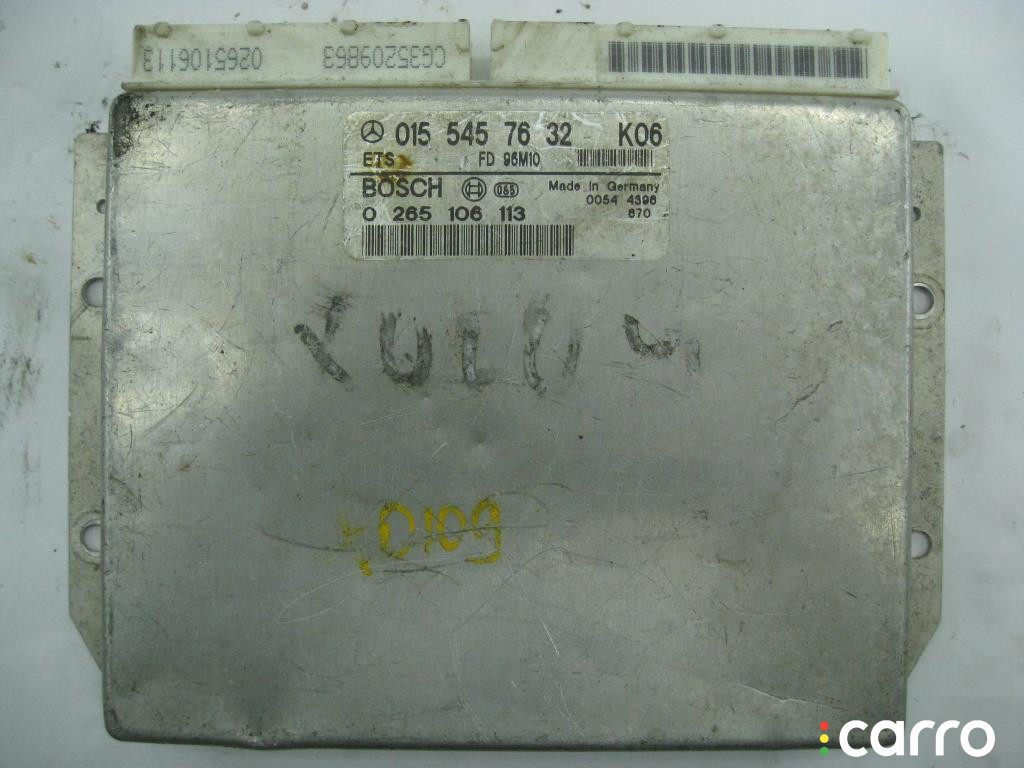 0265106113 CG35209863
015 545 76 32 K06
ETS FD 96M10
BOSCH 065 Made in Germany
0 265 106 113 0054 4396
670
carro